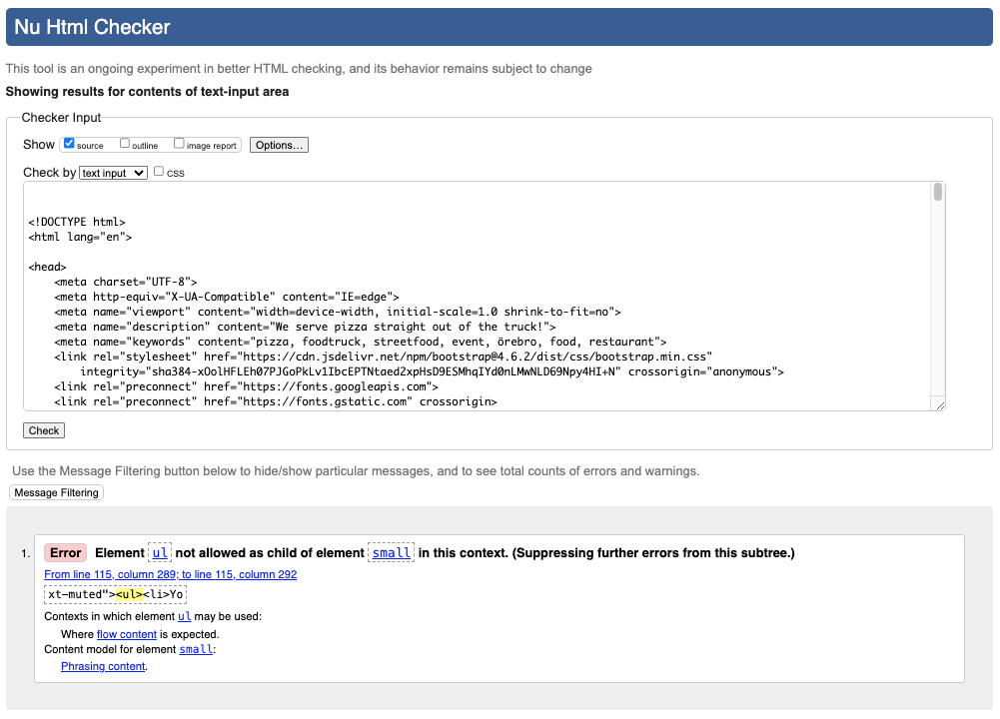 Nu Html Checker
This tool is an ongoing experiment in better HTML checking, and its behavior remains subject to change
Showing results for contents of text-input area
Checker Input
Show source outline image report Options...
Check by text input css
<!DOCTYPE html>
<html lang="en">
<head>
<meta charset="UTF-8">
<meta http-equiv="X-UA-Compatible" content="IE=edge">
<meta name="viewport" content="width=device-width, initial-scale=1.0 shrink-to-fit=no">
<meta name="description" content="We serve pizza straight out of the truck!">
<meta name="keywords" content="pizza, foodtruck, streetfood, event, örebro, food, restaurant">
<link rel="stylesheet" href="https://cdn.jsdelivr.net/npm/bootstrap@4.6.2/dist/css/bootstrap.min.css"
integrity="sha384-xOolHFLEh07PJGoPkLv1IbcEPTNtaed2xpHsD9ESMhqIYd0nLMwNLD69Npy4HI+N" crossorigin="anonymous">
<link rel="preconnect" href="https://fonts.googleapis.com">
<link rel="preconnect" href="https://fonts.gstatic.com" crossorigin>
Check
Use the Message Filtering button below to hide/show particular messages, and to see total counts of errors and warnings.
Message Filtering
1. Error Element ul not allowed as child of element small in this context. (Suppressing further errors from this subtree.)
From line 115, column 289; to line 115, column 292
xt-muted"><ul><li>Yo
Contexts in which element ul may be used:
Where flow content is expected.
Content model for element small:
Phrasing content.